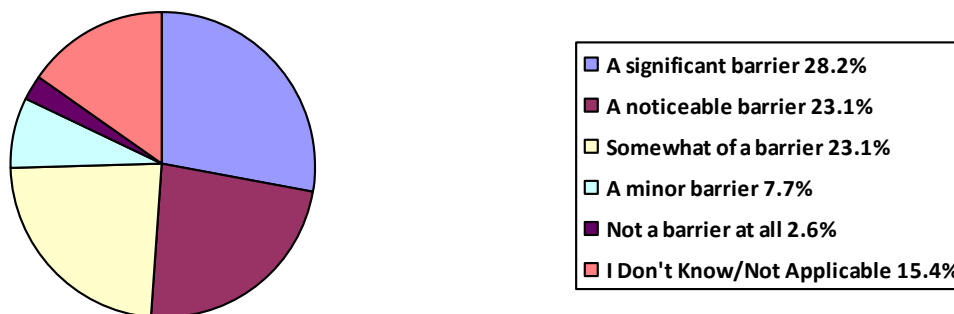 A significant barrier 28.2%
A noticeable barrier 23.1%
Somewhat of a barrier 23.1%
A minor barrier 7.7%
Not a barrier at all 2.6%
I Don't Know/Not Applicable 15.4%